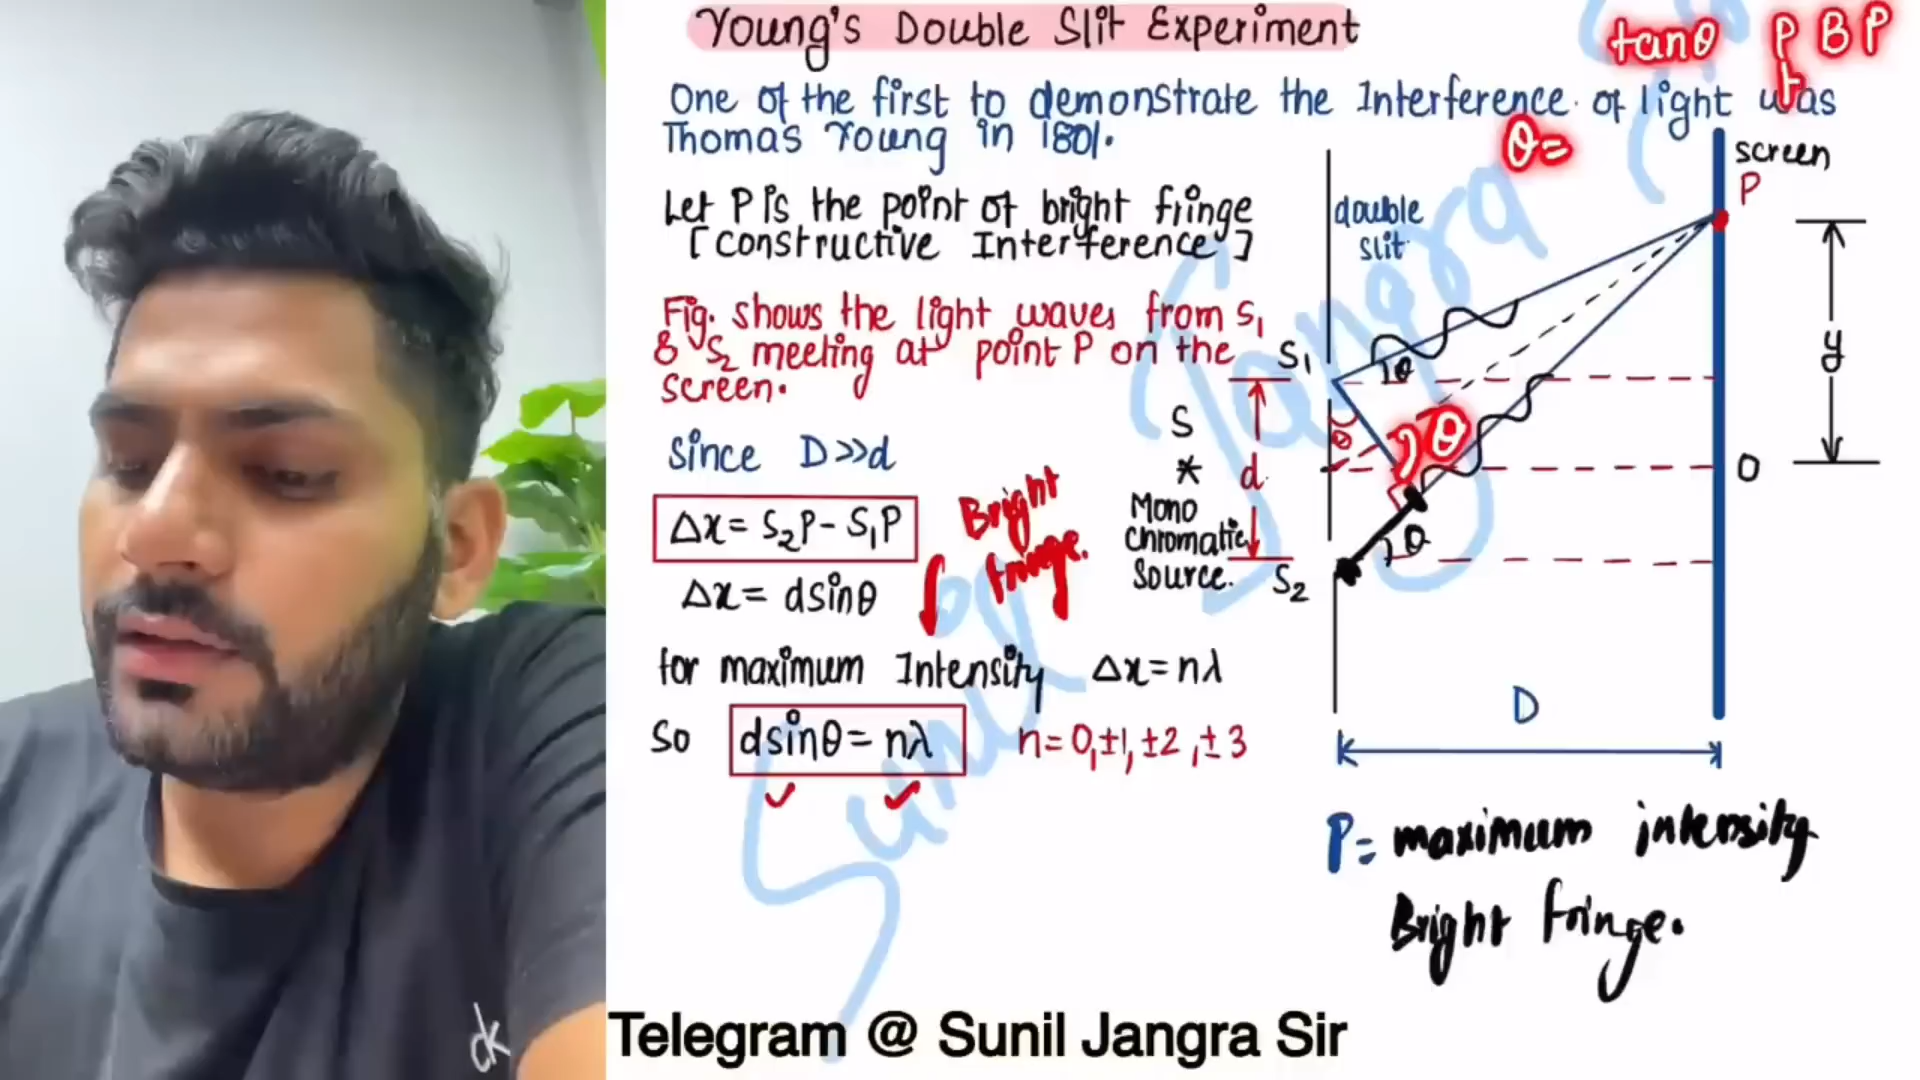 Young's Double Slit Experiment
tanθ P B P
One of the first to demonstrate the Interference of light was
Thomas Young in 1801.
θ=
screen
P
Let P is the point of bright fringe
[constructive Interference]
double
slit
Fig. shows the light waves from S1
& S2 meeting at point P on the
screen.
S1
θ
y
Since D>>d
S
θ
θ
*
d
O
Δx= S2P- S1P
Bright
fringe.
Mono
chromatic
Source.
S2
θ
Δx= dsinθ
for maximum Intensity Δx=nλ
So dsinθ= nλ n=0,±1,±2,±3
D
P= maximum intensity
Bright fringe.
Sunil Jangra Sir
dk
Telegram @ Sunil Jangra Sir